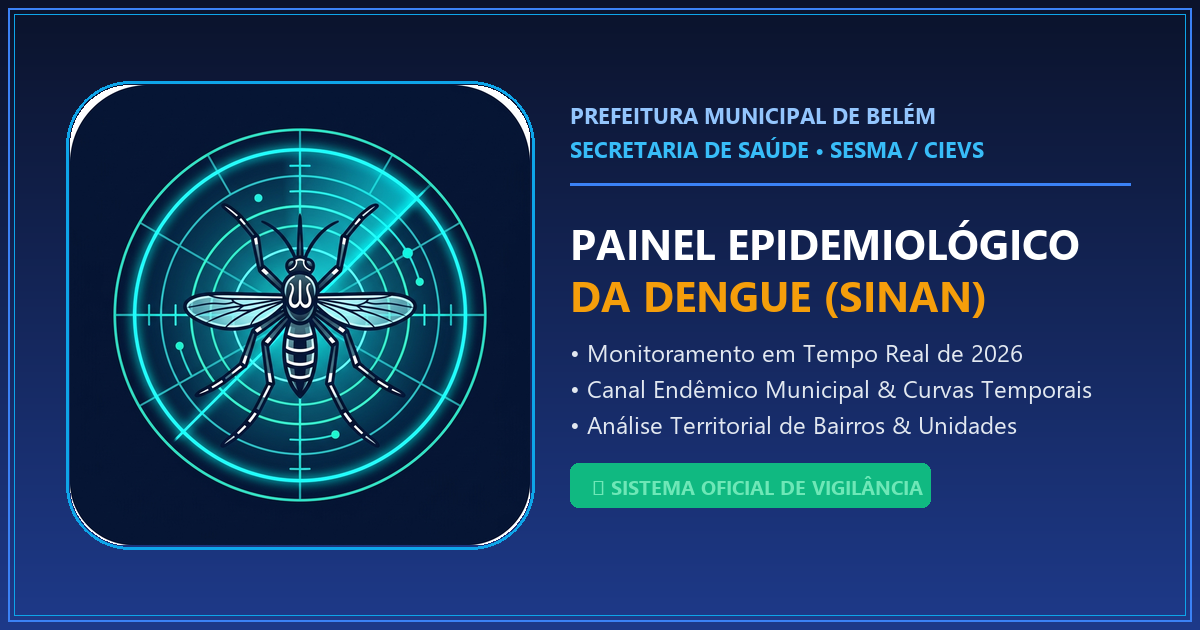 PREFEITURA MUNICIPAL DE BELÉM
SECRETARIA DE SAÚDE • SESMA / CIEVS
PAINEL EPIDEMIOLÓGICO
DA DENGUE (SINAN)
• Monitoramento em Tempo Real de 2026
• Canal Endêmico Municipal & Curvas Temporais
• Análise Territorial de Bairros & Unidades
▯ SISTEMA OFICIAL DE VIGILÂNCIA